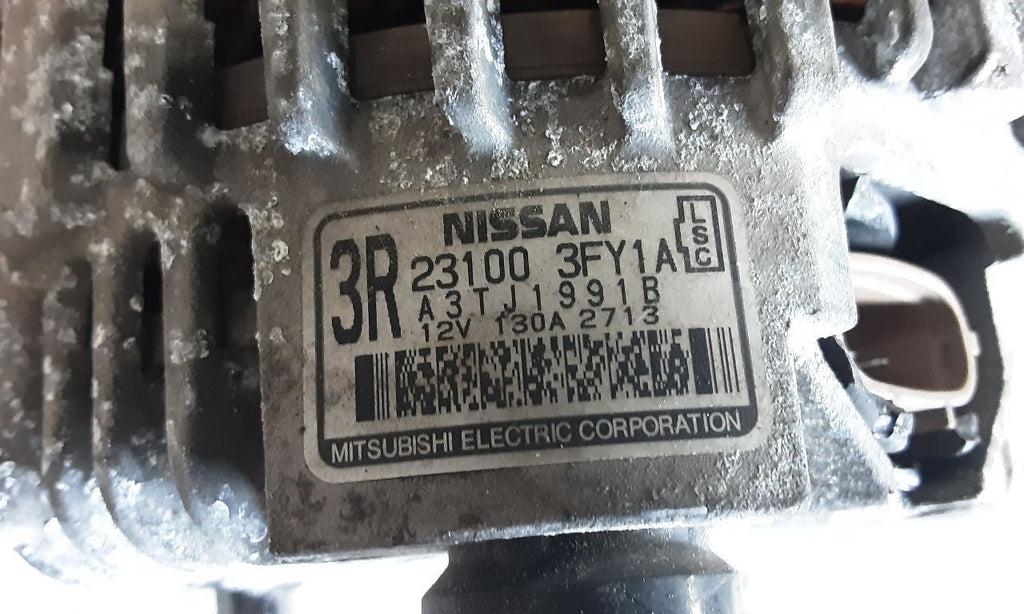 NISSAN
3R 23100 3FY1A LSC
A3TJ1991B
12V 130A 2713
MITSUBISHI ELECTRIC CORPORATION